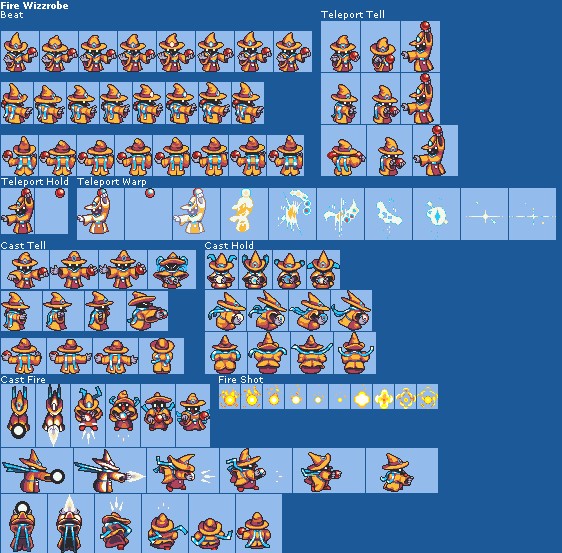 Fire Wizzrobe
Beat
Teleport Tell
Teleport Hold
Teleport Warp
Cast Tell
Cast Hold
Cast Fire
Fire Shot